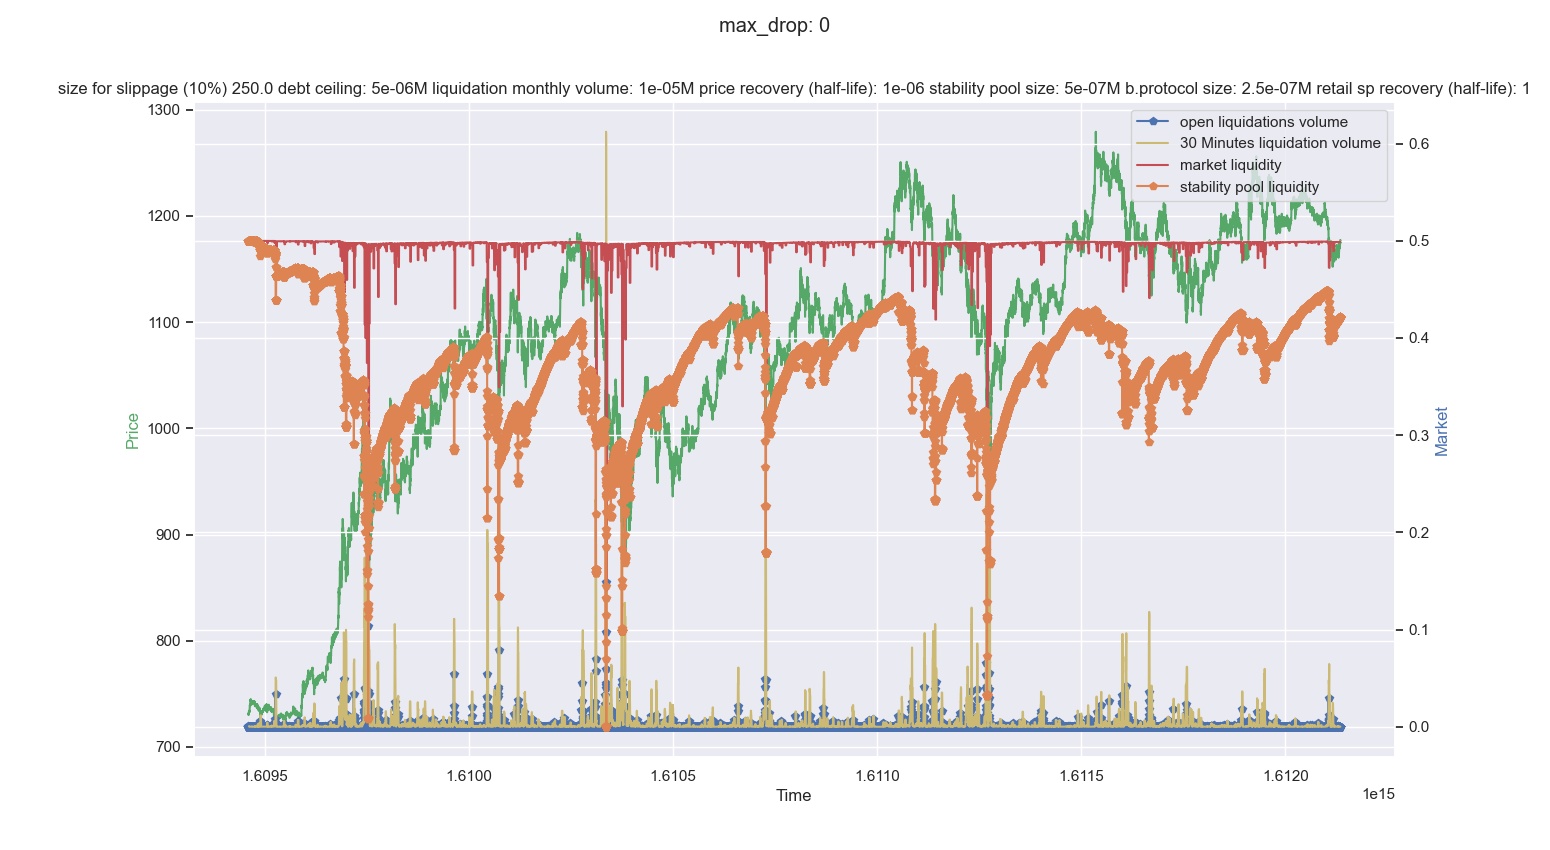 max_drop: 0
size for slippage (10%) 250.0 debt ceiling: 5e-06M liquidation monthly volume: 1e-05M price recovery (half-life): 1e-06 stability pool size: 5e-07M b.protocol size: 2.5e-07M retail sp recovery (half-life): 1
open liquidations volume
30 Minutes liquidation volume
market liquidity
stability pool liquidity
1300
1200
1100
1000
900
800
700
Price
0.6
0.5
0.4
0.3
0.2
0.1
0.0
Market
1.6095 1.6100 1.6105 1.6110 1.6115 1.6120
Time
1e15